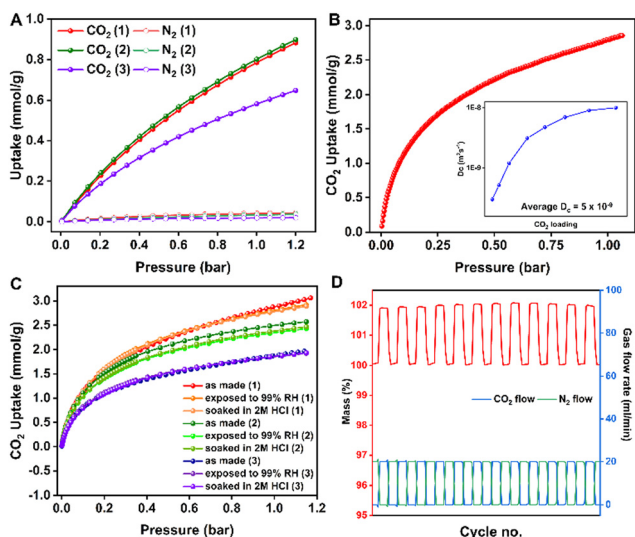 A
CO2 (1) N2 (1)
CO2 (2) N2 (2)
CO2 (3) N2 (3)
Uptake (mmol/g)
1.0
0.8
0.6
0.4
0.2
0.0
0.0 0.2 0.4 0.6 0.8 1.0 1.2
Pressure (bar)
B
CO2 Uptake (mmol/g)
3.0
2.5
2.0
1.5
1.0
0.5
0.0
0.00 0.25 0.50 0.75 1.00
Pressure (bar)
1E-8
1E-9
Dc (m²s⁻¹)
Average Dc = 5 x 10⁻⁹
CO2 loading
C
CO2 Uptake (mmol/g)
3.0
2.5
2.0
1.5
1.0
0.5
0.0
-0.5
-1.0
as made (1)
exposed to 99% RH (1)
soaked in 2M HCl (1)
as made (2)
exposed to 99% RH (2)
soaked in 2M HCl (2)
as made (3)
exposed to 99% RH (3)
soaked in 2M HCl (3)
0.0 0.2 0.4 0.6 0.8 1.0 1.2
Pressure (bar)
D
Mass (%)
102
101
100
99
98
97
96
95
CO2 flow N2 flow
100
80
60
40
20
0
Gas flow rate (ml/min)
Cycle no.